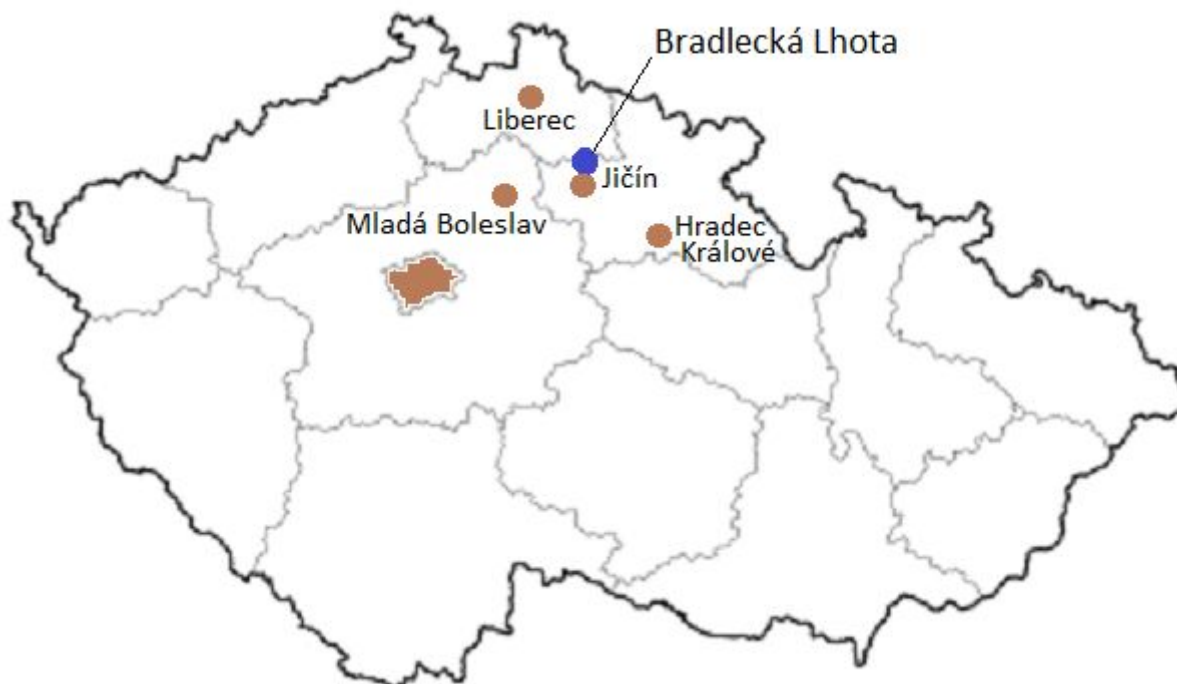 Bradlecká Lhota
Liberec
Jičín
Mladá Boleslav
Hradec
Králové